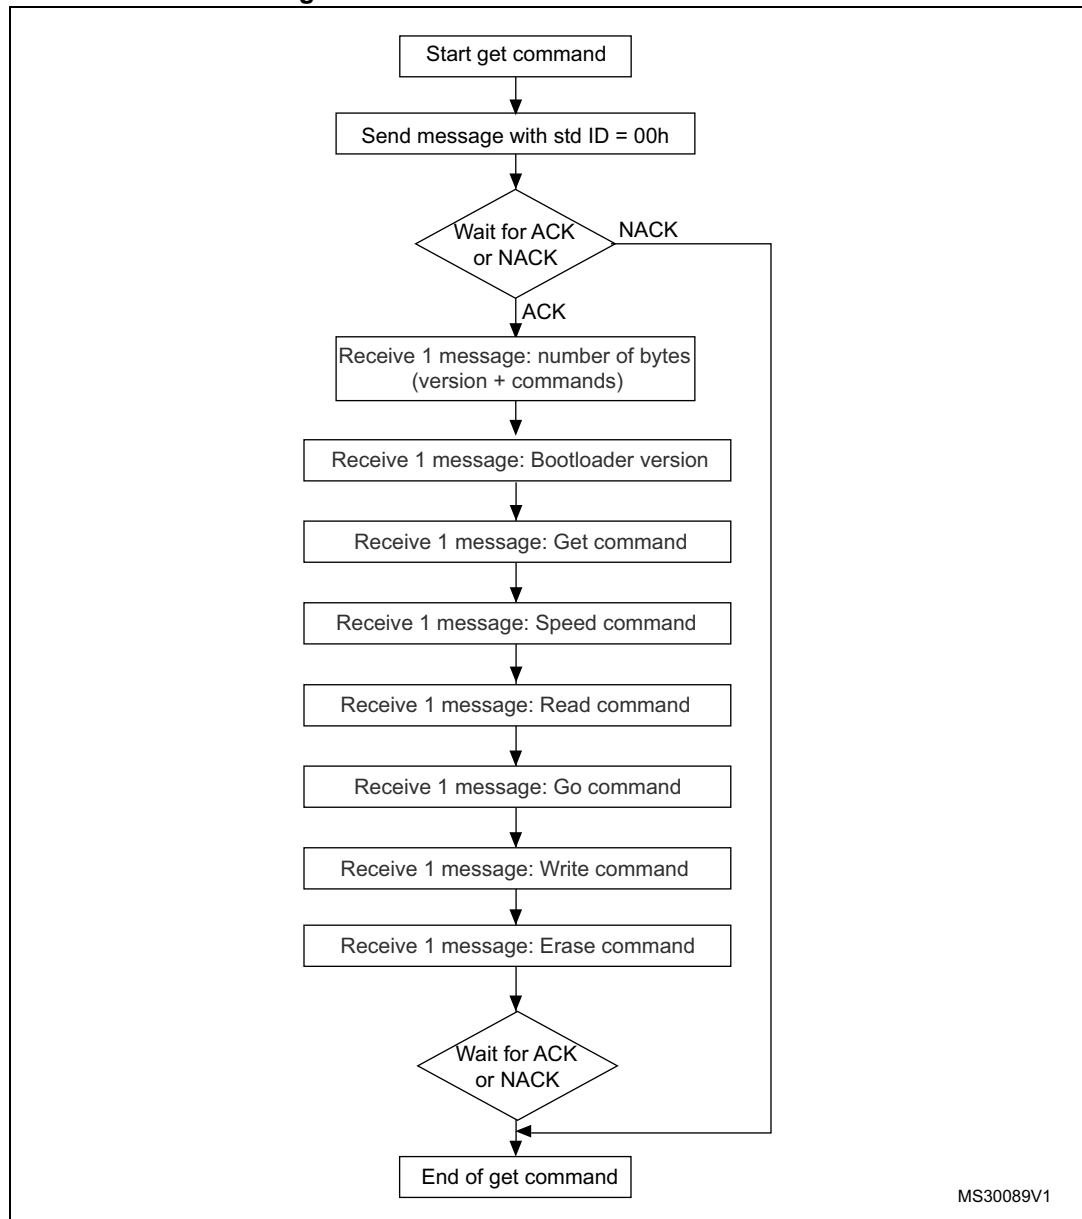 Start get command
Send message with std ID = 00h
Wait for ACK
or NACK
NACK
ACK
Receive 1 message: number of bytes
(version + commands)
Receive 1 message: Bootloader version
Receive 1 message: Get command
Receive 1 message: Speed command
Receive 1 message: Read command
Receive 1 message: Go command
Receive 1 message: Write command
Receive 1 message: Erase command
Wait for ACK
or NACK
End of get command
MS30089V1